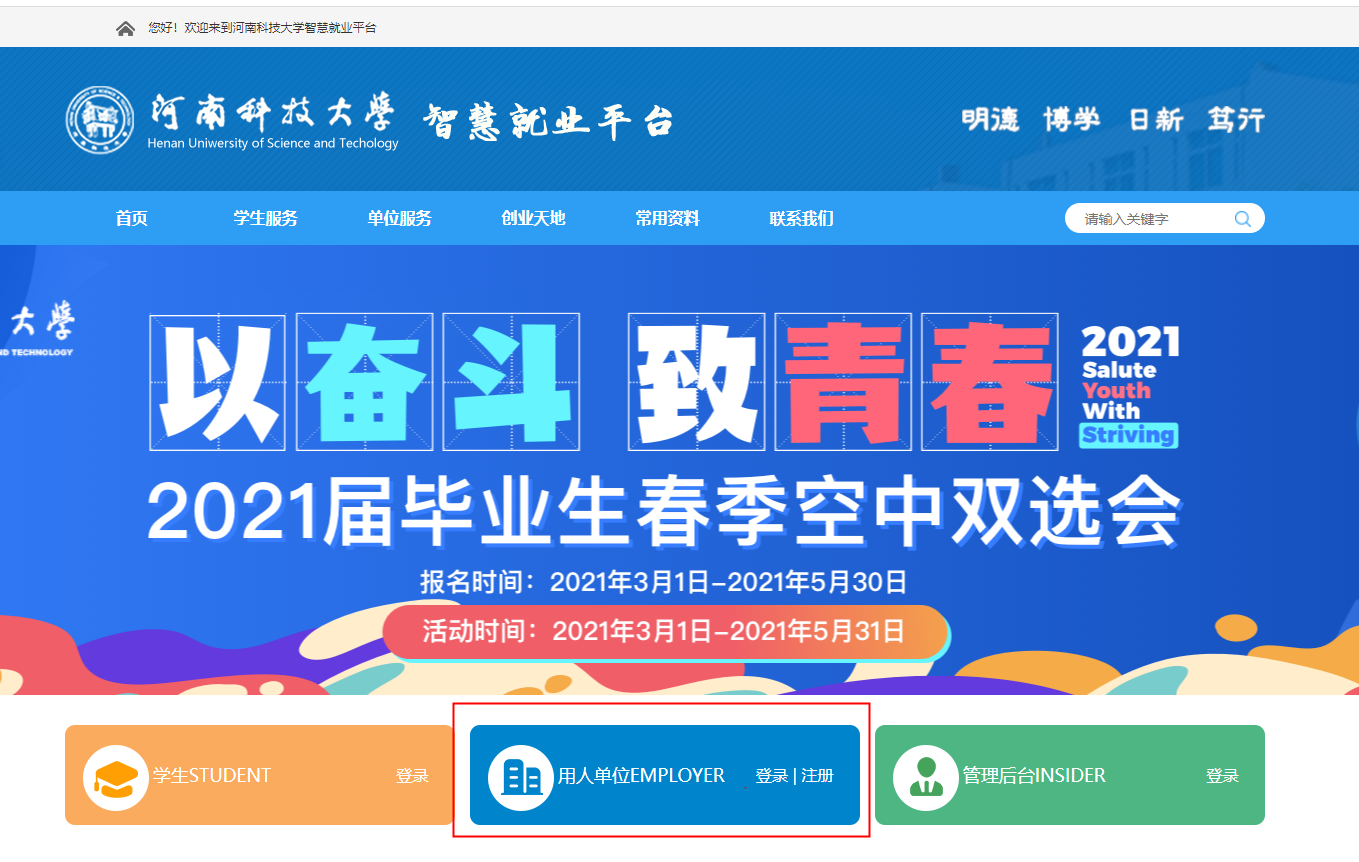 您好！欢迎来到河南科技大学智慧就业平台
河南科技大学 智慧就业平台
Henan Uniwersity of Science and Techology
明德 博学 日新 笃行
首页 学生服务 单位服务 创业天地 常用资料 联系我们
请输入关键字
大学
ND TECHNOLOGY
以奋斗 致青春
2021
Salute
Youth
With
Striving
2021届毕业生春季空中双选会
报名时间：2021年3月1日-2021年5月30日
活动时间：2021年3月1日-2021年5月31日
学生STUDENT 登录
用人单位EMPLOYER 登录 | 注册
管理后台INSIDER 登录